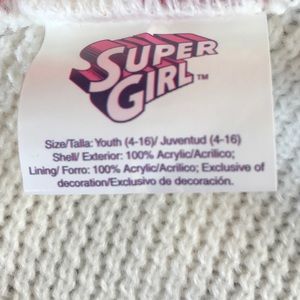 SUPER
GIRL™
Size/Talla: Youth (4-16)/ Juventud (4-16)
Shell/ Exterior: 100% Acrylic/Acrilico;
Lining/ Forro: 100% Acrylic/Acrilico; Exclusive of
decoration/Exclusivo de decoración.